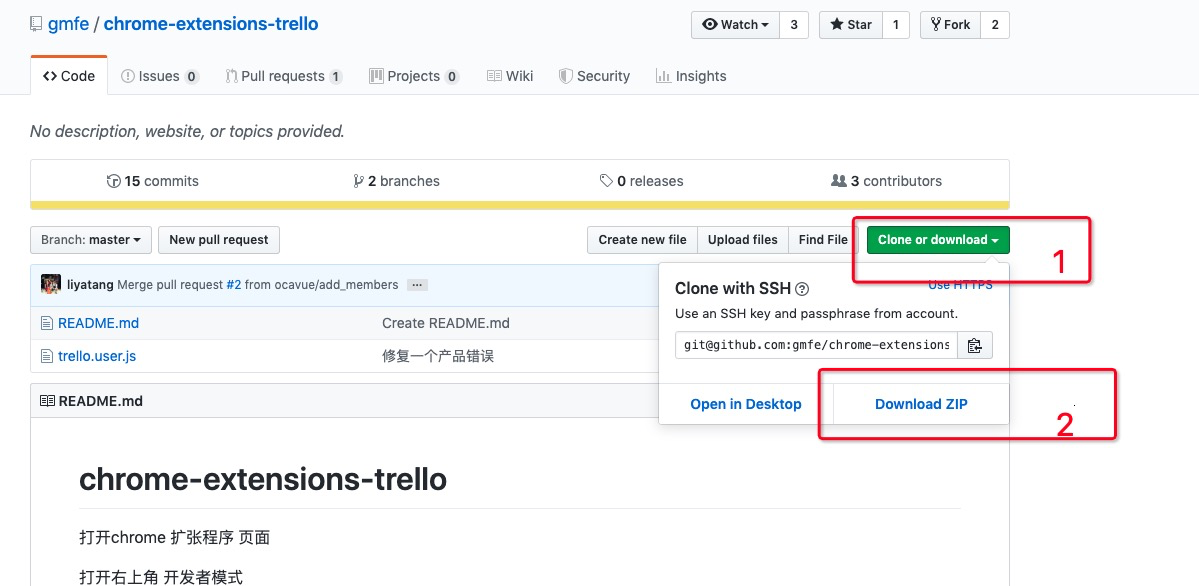 gmfe / chrome-extensions-trello
Watch 3 Star 1 Fork 2
Code Issues 0 Pull requests 1 Projects 0 Wiki Security Insights
No description, website, or topics provided.
15 commits 2 branches 0 releases 3 contributors
Branch: master New pull request Create new file Upload files Find File Clone or download
1
liyatang Merge pull request #2 from ocavue/add_members ...
Clone with SSH ? Use HTTPS
Use an SSH key and passphrase from account.
README.md Create README.md
git@github.com:gmfe/chrome-extensions
trello.user.js 修复一个产品错误
README.md
Open in Desktop Download ZIP
2
chrome-extensions-trello
打开chrome 扩张程序 页面
打开右上角 开发者模式